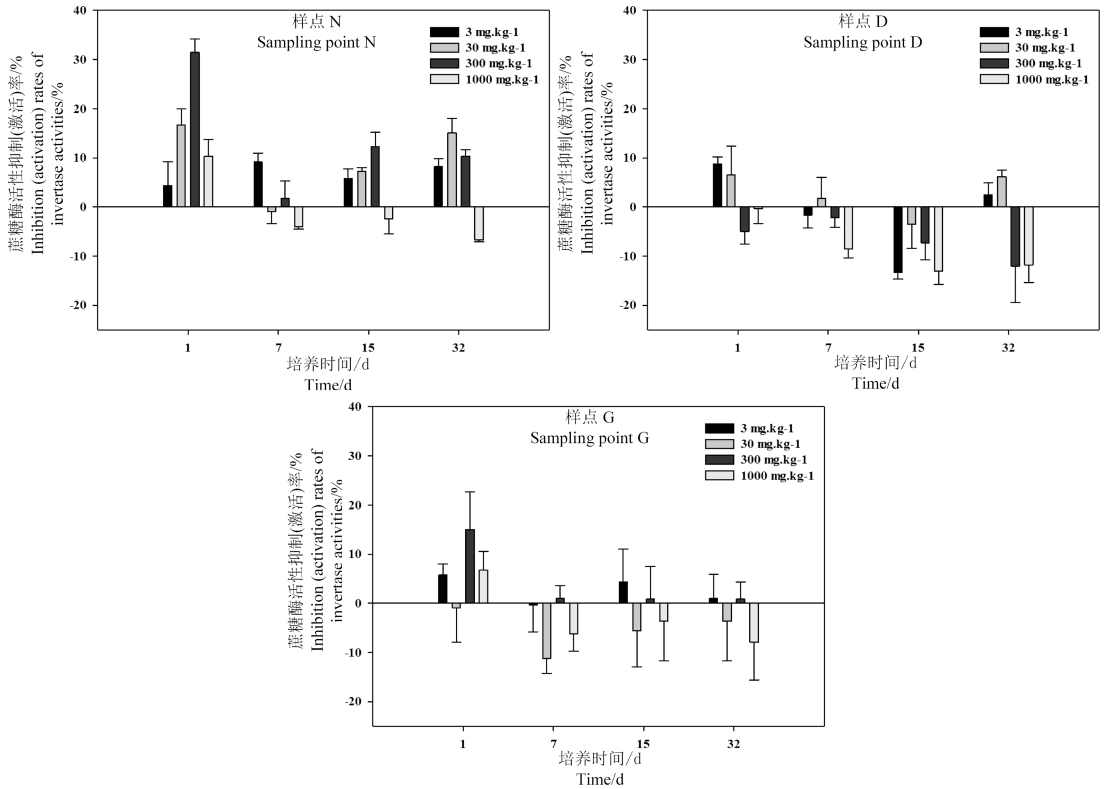 样点 N
Sampling point N
3 mg.kg-1
30 mg.kg-1
300 mg.kg-1
1000 mg.kg-1
蔗糖酶活性抑制(激活)率/%
Inhibition (activation) rates of
invertase activities/%
40
30
20
10
0
-10
-20
1 7 15 32
培养时间/d
Time/d
样点 D
Sampling point D
3 mg.kg-1
30 mg.kg-1
300 mg.kg-1
1000 mg.kg-1
蔗糖酶活性抑制(激活)率/%
Inhibition (activation) rates of
invertase activities/%
40
30
20
10
0
-10
-20
1 7 15 32
培养时间/d
Time/d
样点 G
Sampling point G
3 mg.kg-1
30 mg.kg-1
300 mg.kg-1
1000 mg.kg-1
蔗糖酶活性抑制(激活)率/%
Inhibition (activation) rates of
invertase activities/%
40
30
20
10
0
-10
-20
1 7 15 32
培养时间/d
Time/d